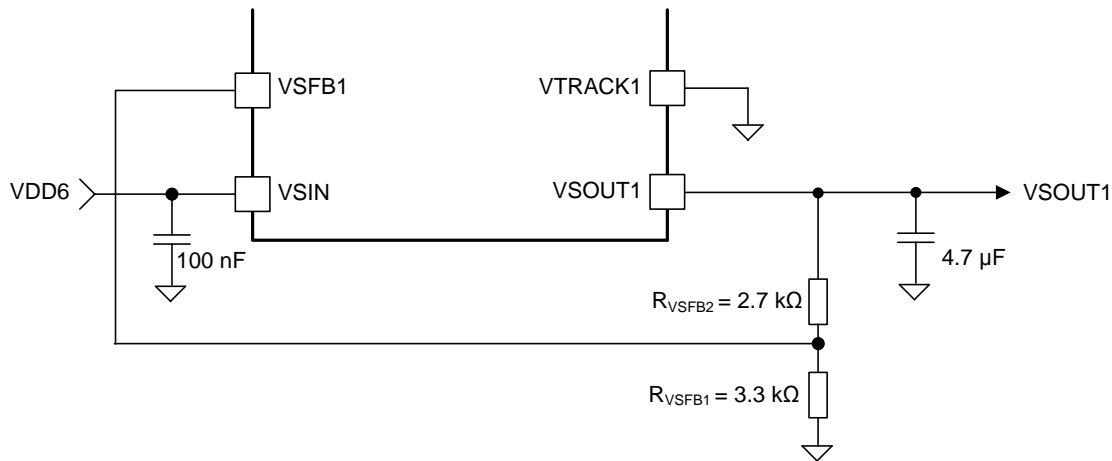 VSFB1
VTRACK1
VDD6
VSIN
VSOUT1
VSOUT1
100 nF
4.7 µF
RVSFB2 = 2.7 kΩ
RVSFB1 = 3.3 kΩ